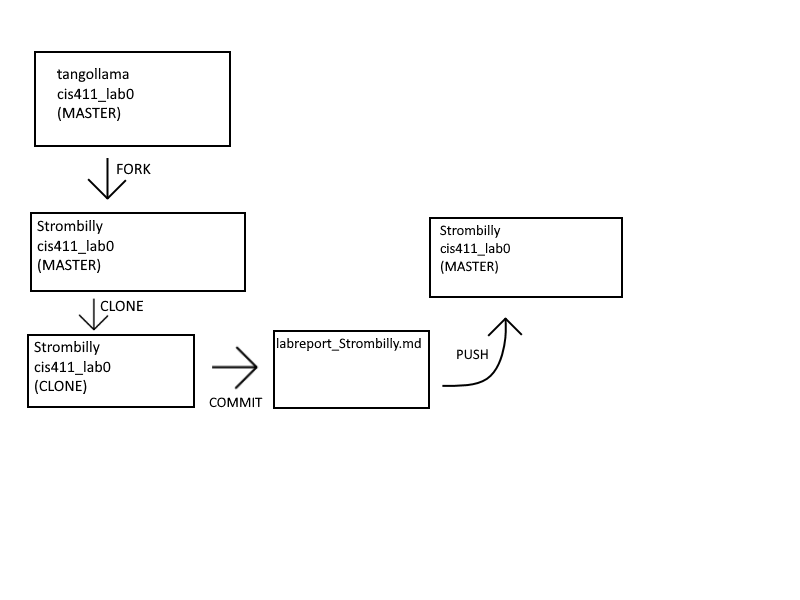 tangollama
cis411_lab0
(MASTER)
FORK
Strombilly
cis411_lab0
(MASTER)
CLONE
Strombilly
cis411_lab0
(CLONE)
COMMIT
labreport_Strombilly.md
PUSH
Strombilly
cis411_lab0
(MASTER)